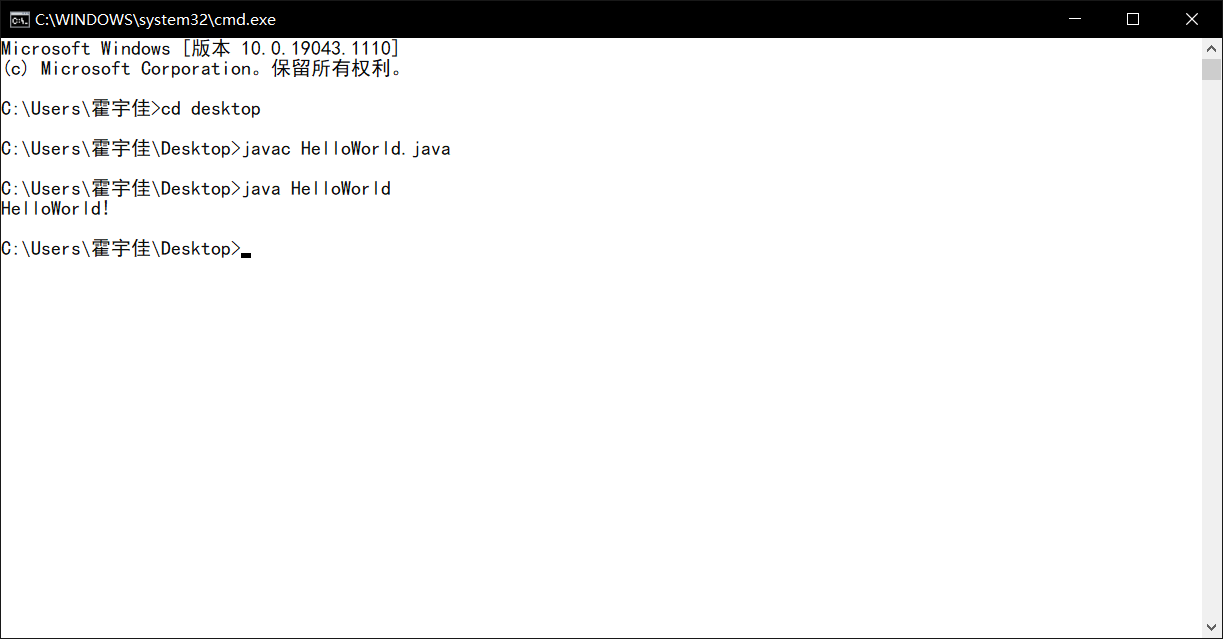 C:\WINDOWS\system32\cmd.exe
Microsoft Windows [版本 10.0.19043.1110]
(c) Microsoft Corporation。保留所有权利。
C:\Users\霍宇佳>cd desktop
C:\Users\霍宇佳\Desktop>javac HelloWorld.java
C:\Users\霍宇佳\Desktop>java HelloWorld
HelloWorld!
C:\Users\霍宇佳\Desktop>